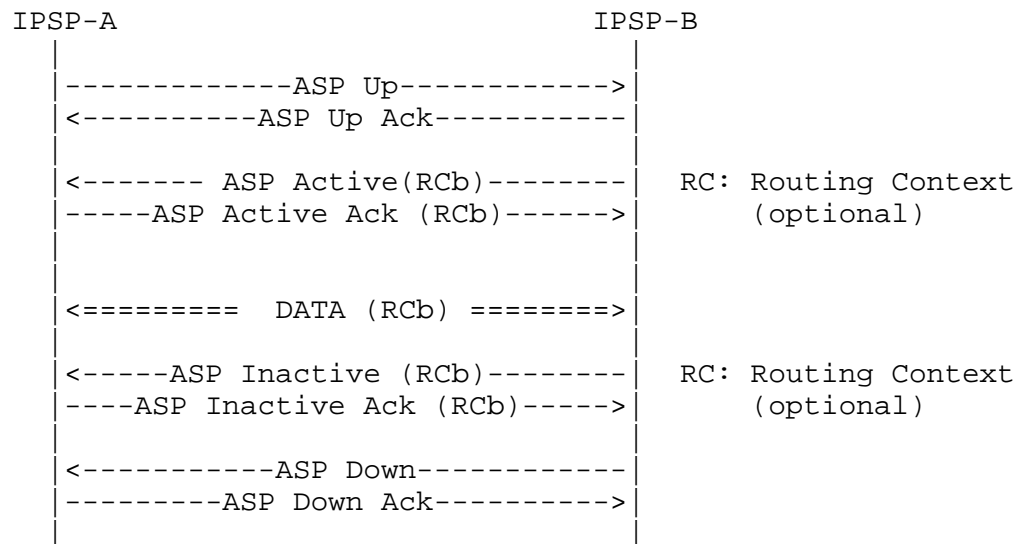 IPSP-A IPSP-B
|-------------ASP Up------------>|
|<----------ASP Up Ack-----------|
|<------- ASP Active(RCb)--------| RC: Routing Context
|-----ASP Active Ack (RCb)------>| (optional)
|<========= DATA (RCb) ========>|
|<-----ASP Inactive (RCb)--------| RC: Routing Context
|----ASP Inactive Ack (RCb)----->| (optional)
|<-----------ASP Down------------|
|---------ASP Down Ack---------->|